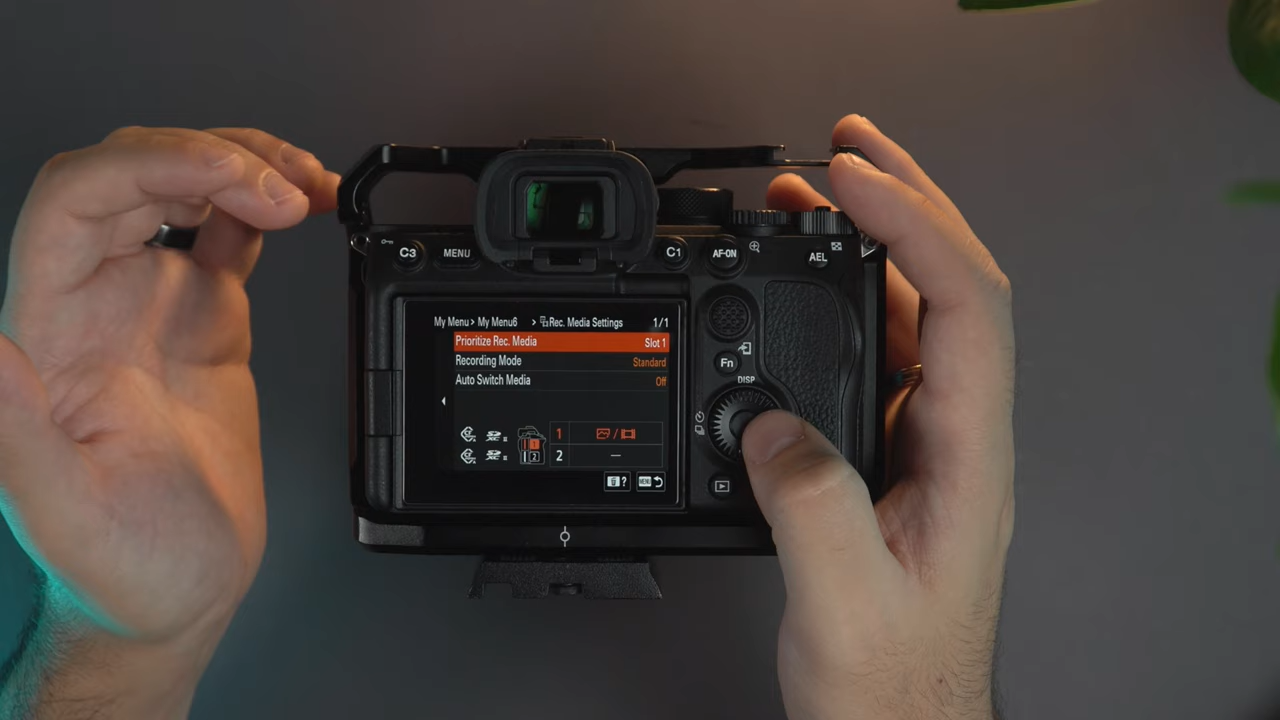 C3
MENU
C1
AF-ON
AEL
My Menu> My Menu6 > Rec. Media Settings 1/1
Prioritize Rec. Media Slot 1
Recording Mode Standard
Auto Switch Media Off
Fn
DISP
1 /
2 —
?
MENU